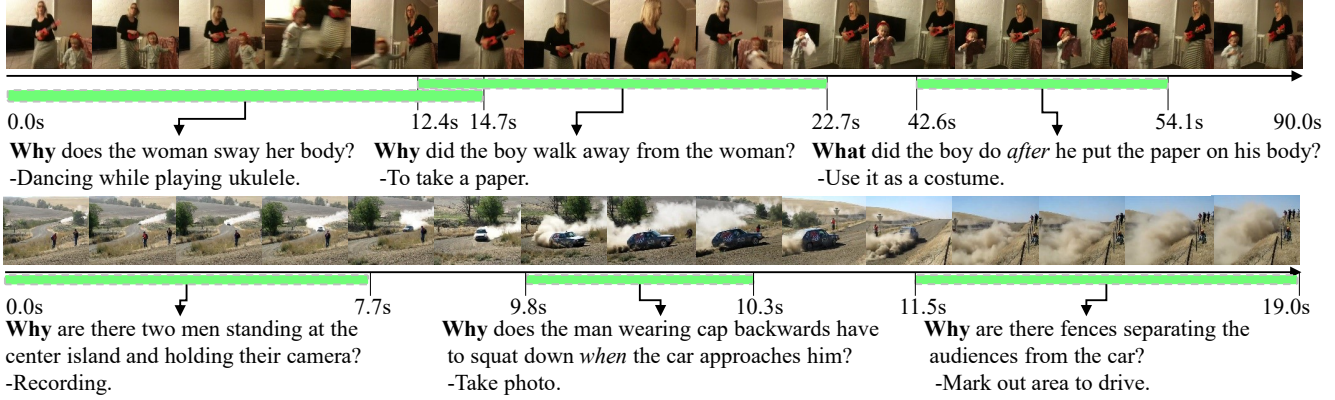 0.0s 12.4s 14.7s 22.7s 42.6s 54.1s 90.0s
Why does the woman sway her body?
-Dancing while playing ukulele.
Why did the boy walk away from the woman?
-To take a paper.
What did the boy do after he put the paper on his body?
-Use it as a costume.
0.0s 7.7s 9.8s 10.3s 11.5s 19.0s
Why are there two men standing at the
center island and holding their camera?
-Recording.
Why does the man wearing cap backwards have
to squat down when the car approaches him?
-Take photo.
Why are there fences separating the
audiences from the car?
-Mark out area to drive.